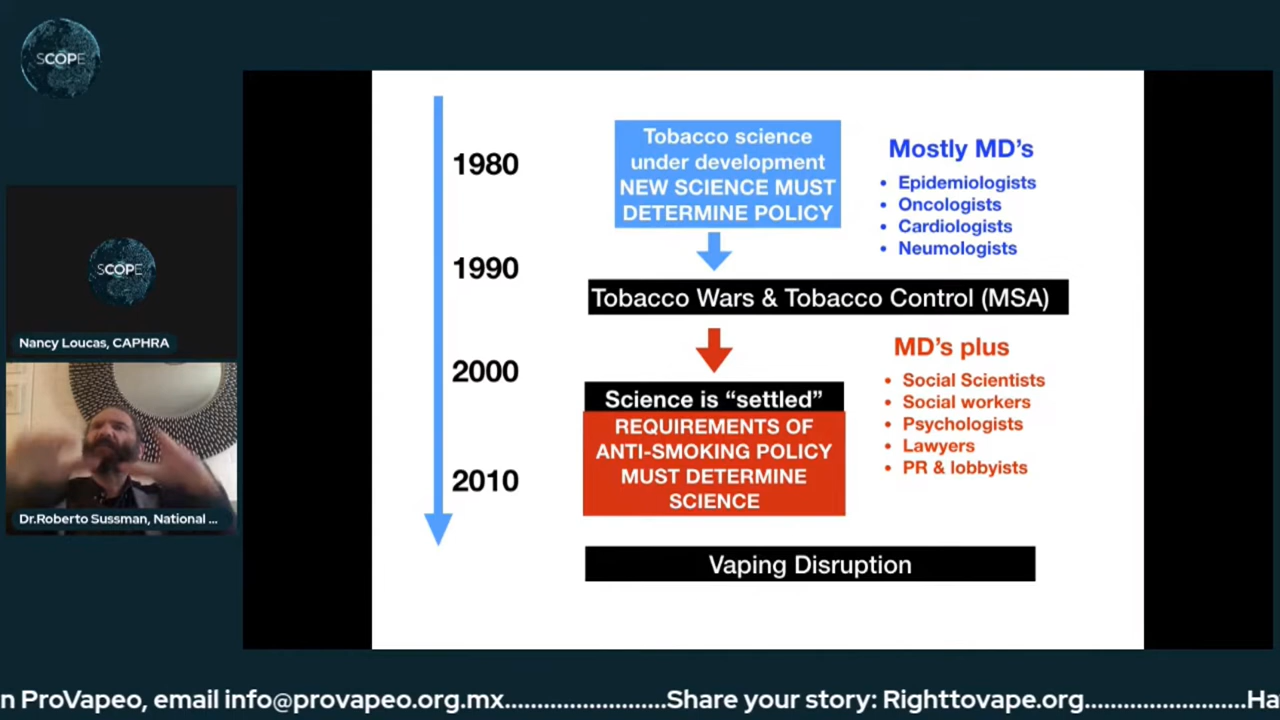 SCOPE
SCOPE
Nancy Loucas, CAPHRA
Dr.Roberto Sussman, National ...
1980
1990
2000
2010
Tobacco science
under development
NEW SCIENCE MUST
DETERMINE POLICY
Mostly MD's
• Epidemiologists
• Oncologists
• Cardiologists
• Neumologists
Tobacco Wars & Tobacco Control (MSA)
Science is “settled”
REQUIREMENTS OF
ANTI-SMOKING POLICY
MUST DETERMINE
SCIENCE
MD's plus
• Social Scientists
• Social workers
• Psychologists
• Lawyers
• PR & lobbyists
Vaping Disruption
n ProVapeo, email info@provapeo.org.mx.......................Share your story: Righttovape.org.......................Ha